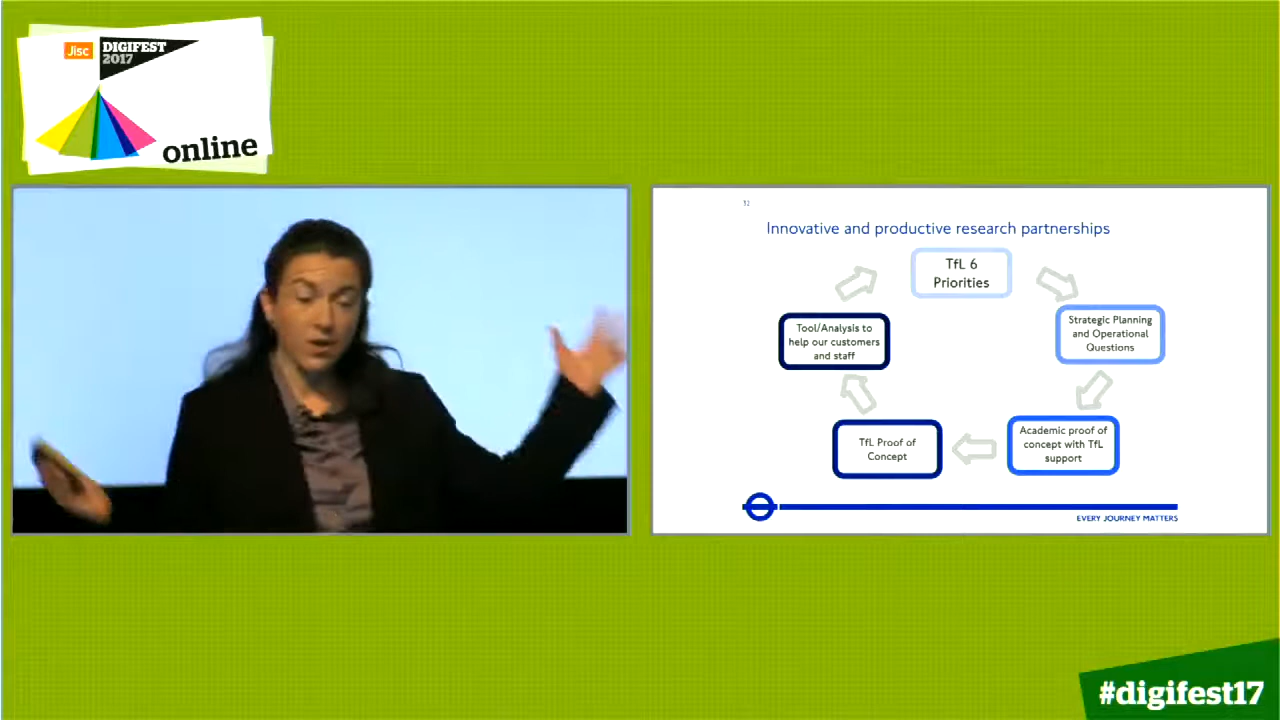 Jisc
DIGIFEST
2017
online
Innovative and productive research partnerships
TfL 6
Priorities
Strategic Planning
and Operational
Questions
Academic proof of
concept with TfL
support
TfL Proof of
Concept
Tool/Analysis to
help our customers
and staff
EVERY JOURNEY MATTERS
#digifest17